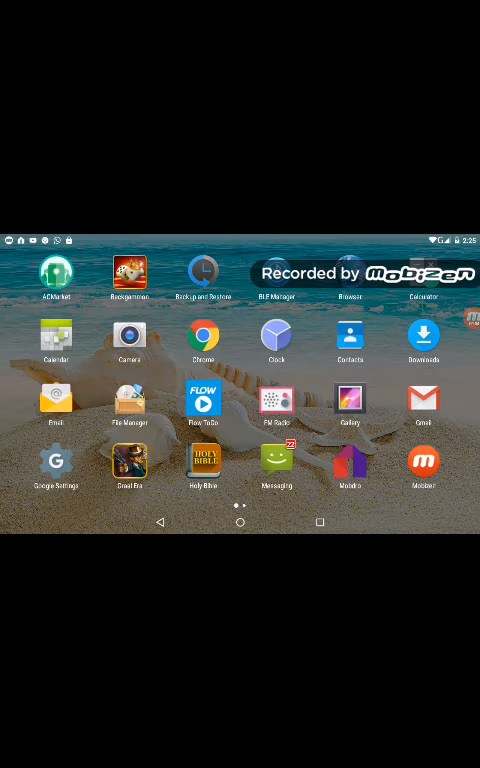 2:25
Recorded by Mobizen
ACMarket Backgammon Backup and Restore BLE Manager Browser Calculator
Calendar Camera Chrome Clock Contacts Downloads
FLOW
Email File Manager Flow ToGo FM Radio Gallery Gmail
HOLY
BIBLE
22
Google Settings Graal Era Holy Bible Messaging Mobdro Mobizen